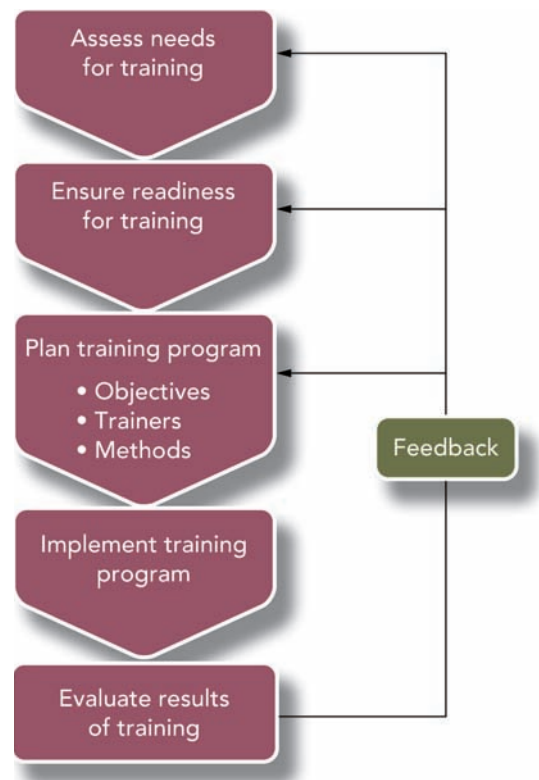 Assess needs
for training
Ensure readiness
for training
Plan training program
• Objectives
• Trainers
• Methods
Feedback
Implement training
program
Evaluate results
of training